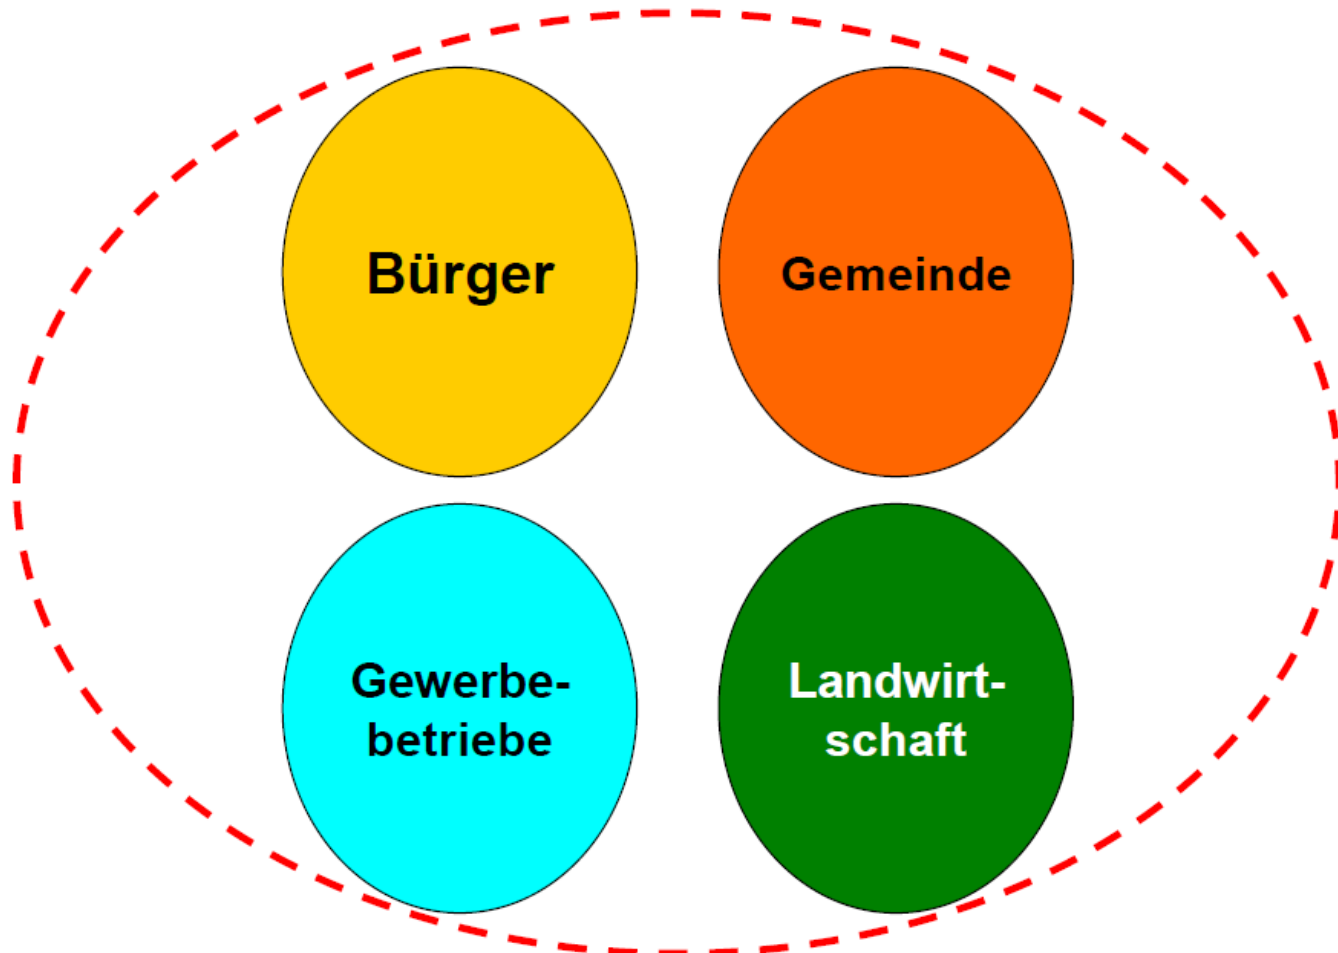 Bürger
Gemeinde
Gewerbe-
betriebe
Landwirt-
schaft